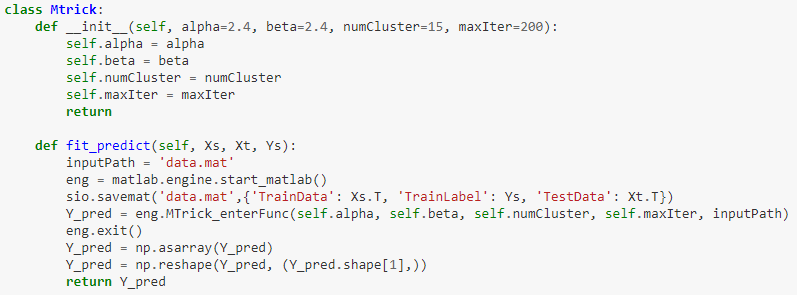 class Mtrick:
    def __init__(self, alpha=2.4, beta=2.4, numCluster=15, maxIter=200):
        self.alpha = alpha
        self.beta = beta
        self.numCluster = numCluster
        self.maxIter = maxIter
        return

    def fit_predict(self, Xs, Xt, Ys):
        inputPath = 'data.mat'
        eng = matlab.engine.start_matlab()
        sio.savemat('data.mat',{'TrainData': Xs.T, 'TrainLabel': Ys, 'TestData': Xt.T})
        Y_pred = eng.MTrick_enterFunc(self.alpha, self.beta, self.numCluster, self.maxIter, inputPath)
        eng.exit()
        Y_pred = np.asarray(Y_pred)
        Y_pred = np.reshape(Y_pred, (Y_pred.shape[1],))
        return Y_pred